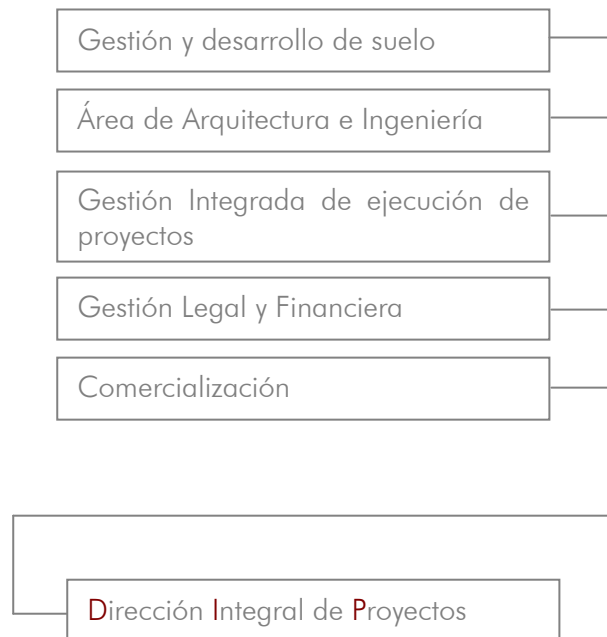 Gestión y desarrollo de suelo
Área de Arquitectura e Ingeniería
Gestión Integrada de ejecución de
proyectos
Gestión Legal y Financiera
Comercialización
Dirección Integral de Proyectos